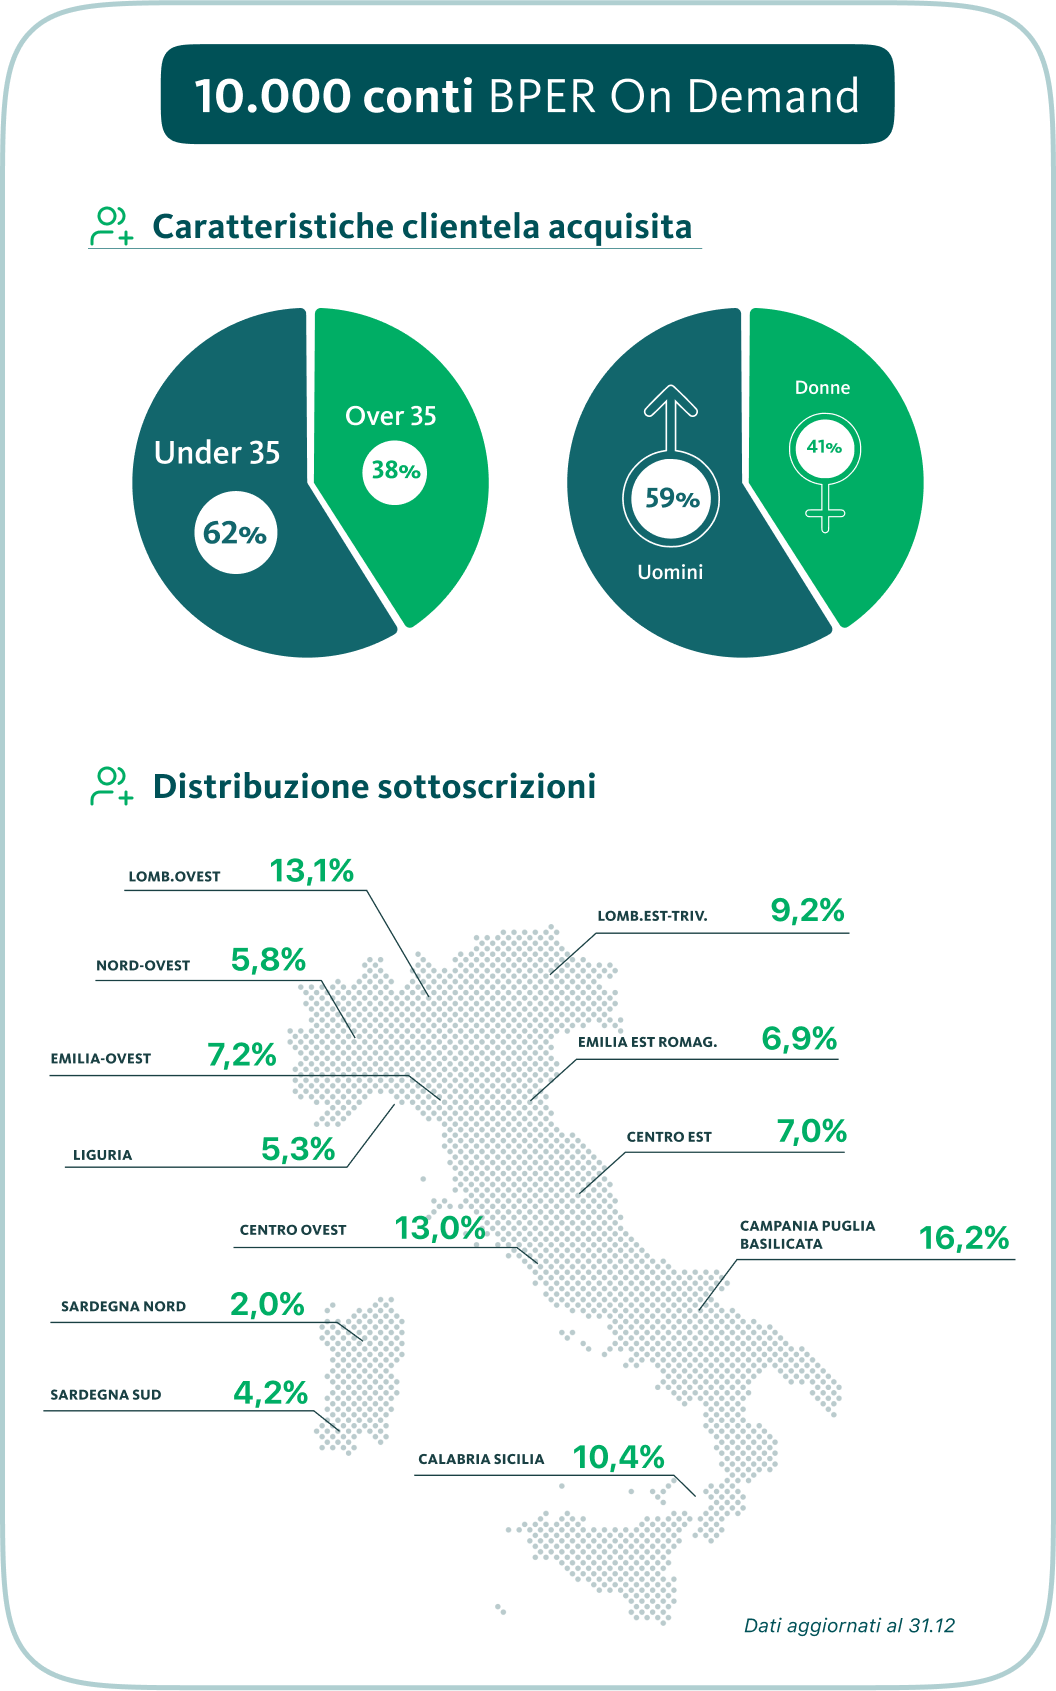 10.000 conti BPER On Demand
Caratteristiche clientela acquisita
Under 35
62%
Over 35
38%
59%
Uomini
Donne
41%
Distribuzione sottoscrizioni
LOMB.OVEST 13,1%
LOMB.EST-TRIV. 9,2%
NORD-OVEST 5,8%
EMILIA EST ROMAG. 6,9%
EMILIA-OVEST 7,2%
CENTRO EST 7,0%
LIGURIA 5,3%
CENTRO OVEST 13,0%
CAMPANIA PUGLIA
BASILICATA 16,2%
SARDEGNA NORD 2,0%
SARDEGNA SUD 4,2%
CALABRIA SICILIA 10,4%
Dati aggiornati al 31.12